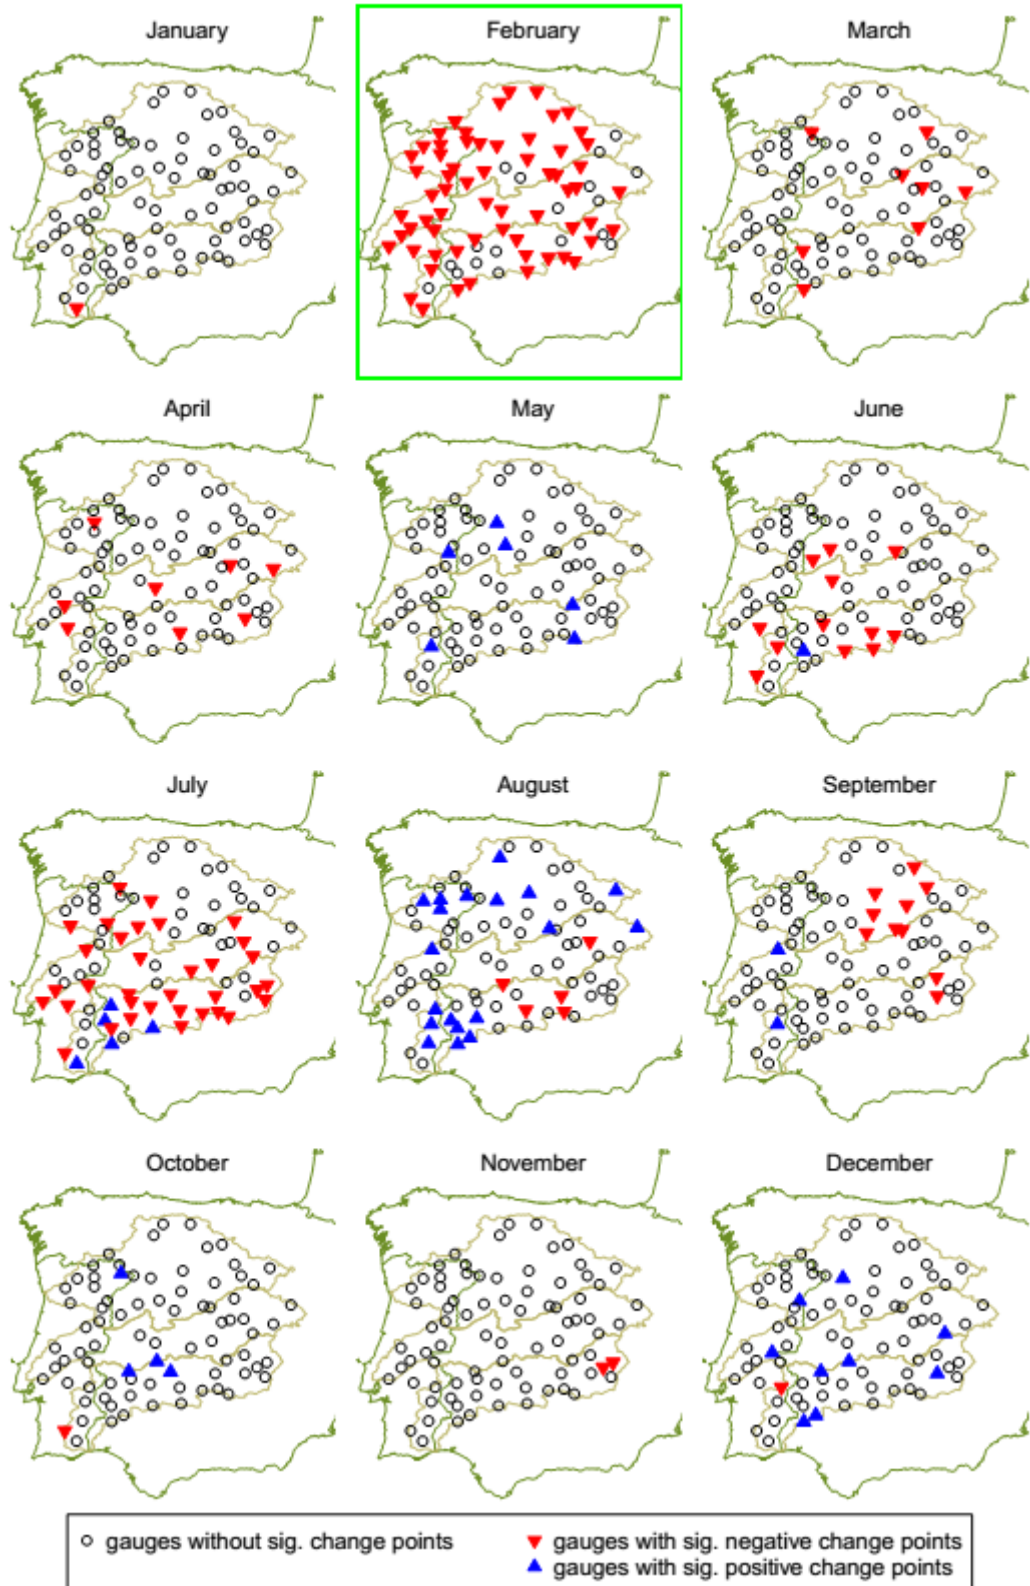 January
February
March
April
May
June
July
August
September
October
November
December
gauges without sig. change points
gauges with sig. negative change points
gauges with sig. positive change points